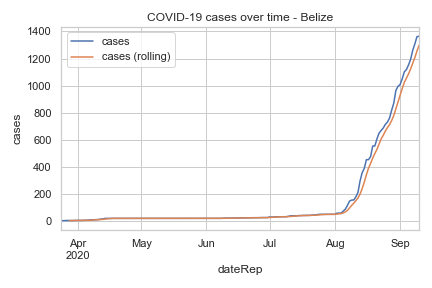 COVID-19 cases over time - Belize
cases
cases (rolling)
1400
1200
1000
800
600
400
200
0
cases
Apr May Jun Jul Aug Sep
2020
dateRep